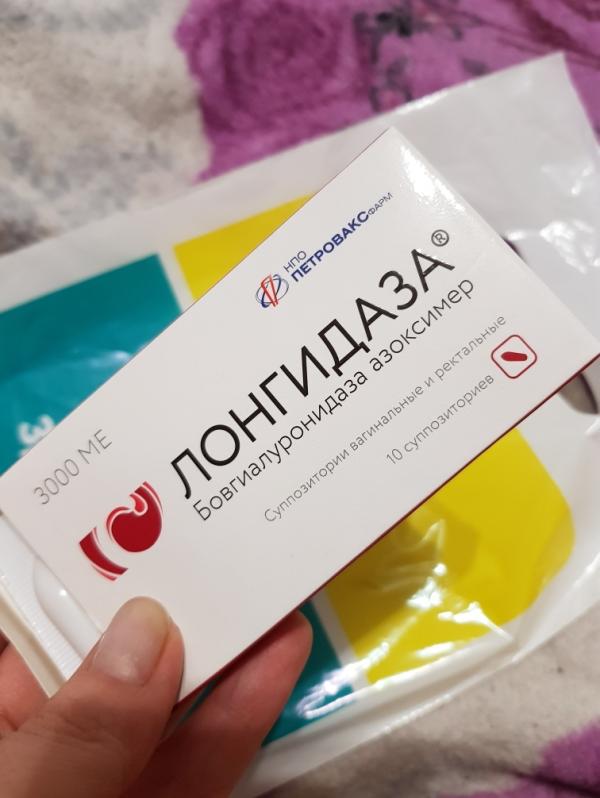 НПО
ПЕТРОВАКС ФАРМ
ЛОНГИДАЗА®
Бовгиалуронидаза азоксимер
Суппозитории вагинальные и ректальные
10 суппозиториев
3000 МЕ